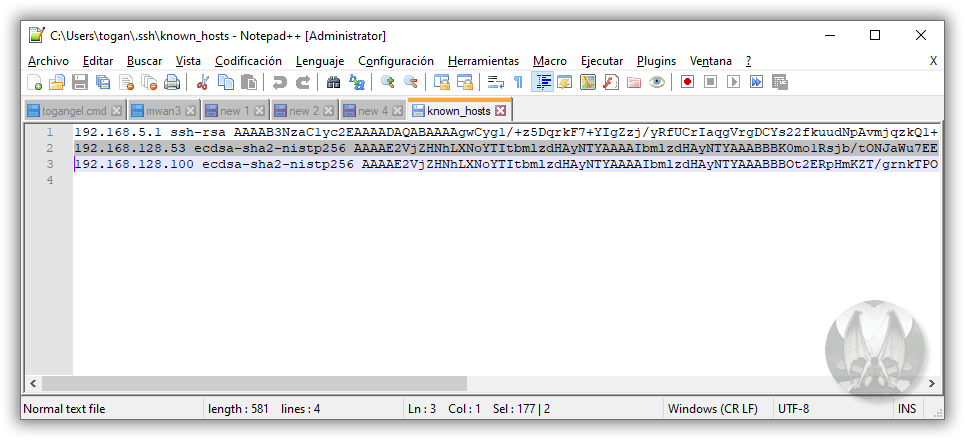 C:\Users\togan\.ssh\known_hosts - Notepad++ [Administrator]
Archivo Editar Buscar Vista Codificación Lenguaje Configuración Herramientas Macro Ejecutar Plugins Ventana ? X
togangel.cmd mwan3 new 1 new 2 new 4 known_hosts
1 192.168.5.1 ssh-rsa AAAAB3NzaC1yc2EAAAADAQABAAAAgwCygl/+z5DqrkF7+YIgZzj/yRfUCrIaqgVrgDCYs22fkuudNpAvmjqzkQl+
2 192.168.128.53 ecdsa-sha2-nistp256 AAAAE2VjZHNhLXNoYTItbmlzdHAyNTYAAAAIbmlzdHAyNTYAAABBBK0molRsjb/tONJaWu7EE
3 192.168.128.100 ecdsa-sha2-nistp256 AAAAE2VjZHNhLXNoYTItbmlzdHAyNTYAAAAIbmlzdHAyNTYAAABBBOt2ERpHmKZT/grnkTPO
4
Normal text file length : 581 lines : 4 Ln : 3 Col : 1 Sel : 177 | 2 Windows (CR LF) UTF-8 INS